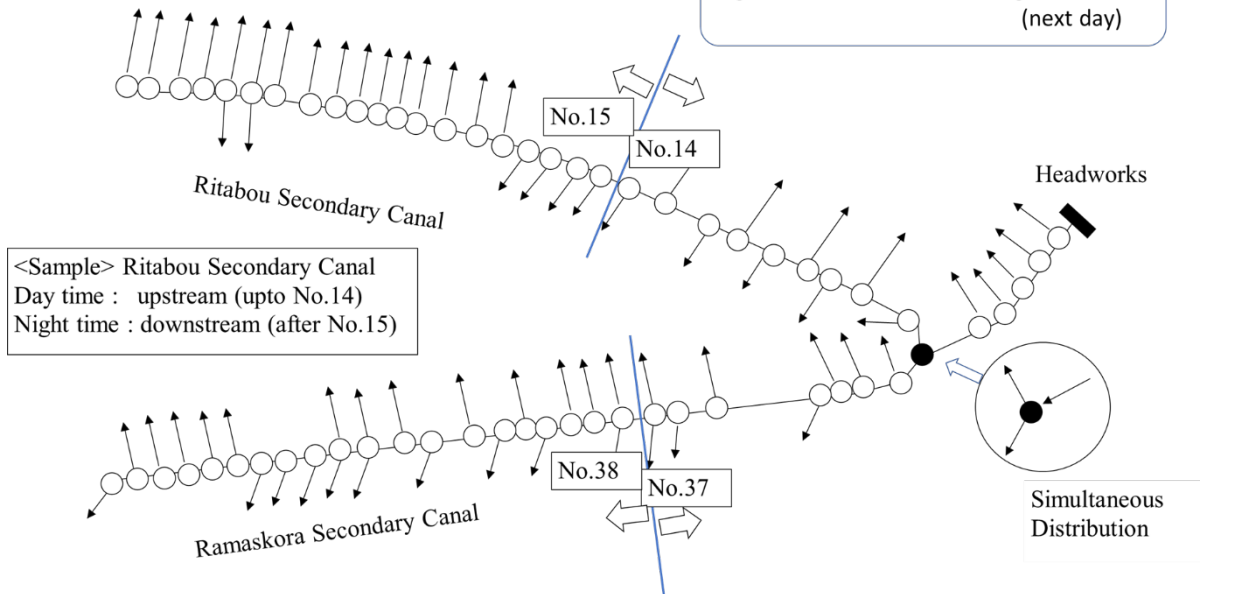 (next day)
No.15
No.14
Headworks
Ritabou Secondary Canal
<Sample> Ritabou Secondary Canal
Day time : upstream (upto No.14)
Night time : downstream (after No.15)
No.38
No.37
Ramaskora Secondary Canal
Simultaneous
Distribution